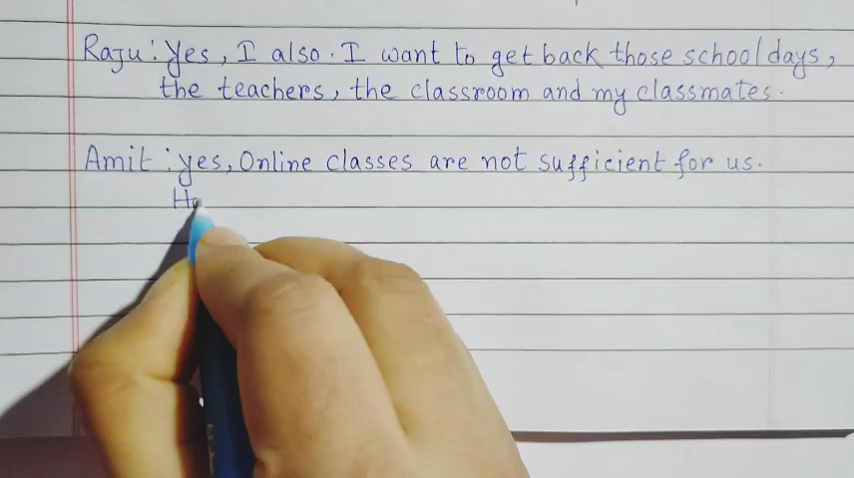 Raju: Yes, I also. I want to get back those school days,
the teachers, the classroom and my classmates.
Amit: yes, Online classes are not sufficient for us.